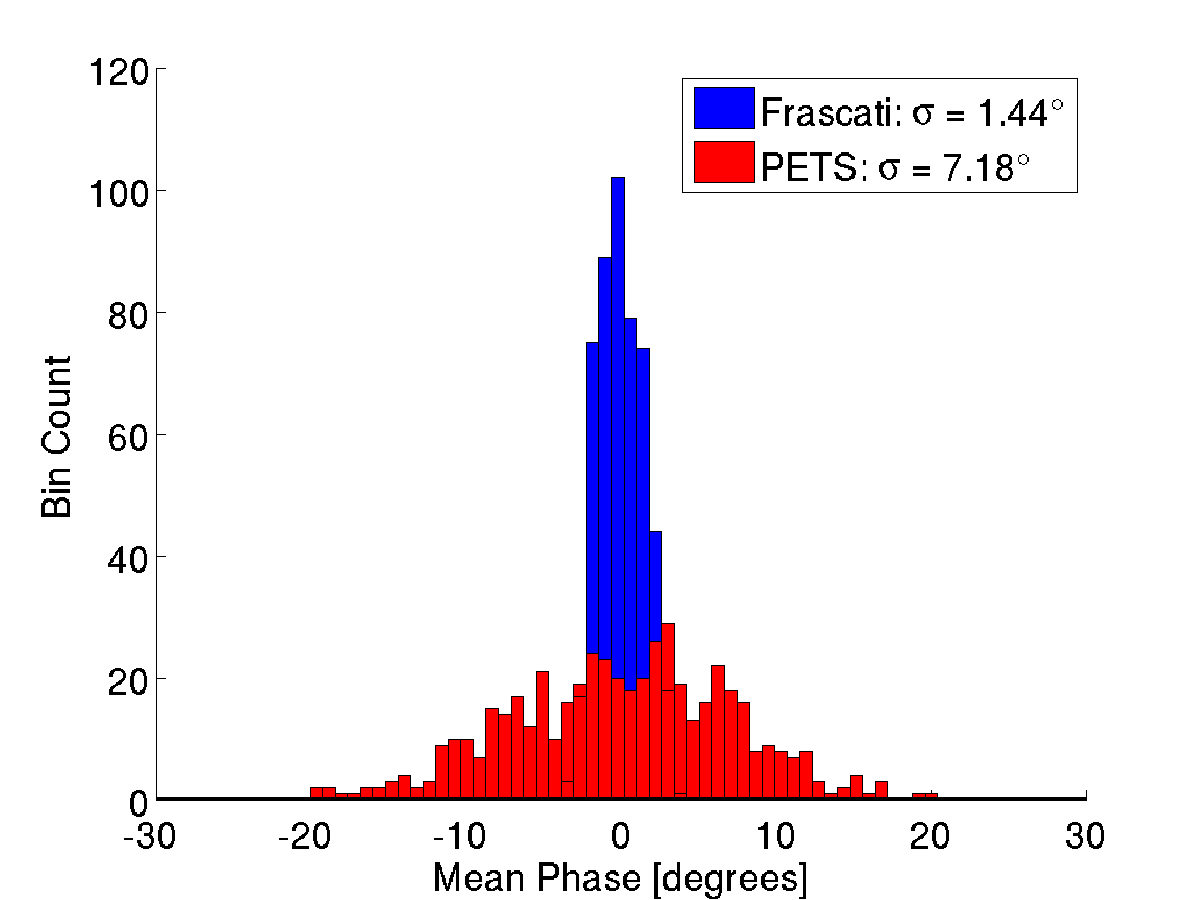 120
100
80
60
40
20
0
Bin Count
Frascati: σ = 1.44°
PETS: σ = 7.18°
-30 -20 -10 0 10 20 30
Mean Phase [degrees]